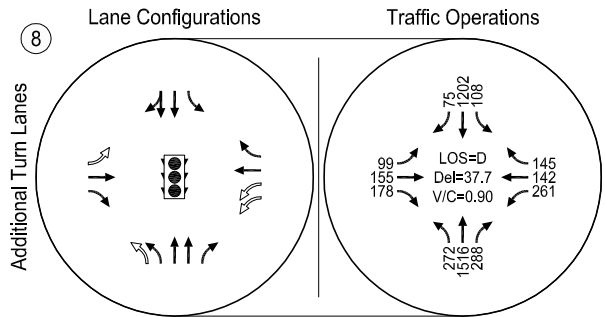 Lane Configurations
Traffic Operations
8
Additional Turn Lanes
75
1202
108
99
155
178
LOS=D
Del=37.7
V/C=0.90
145
142
261
272
1516
288